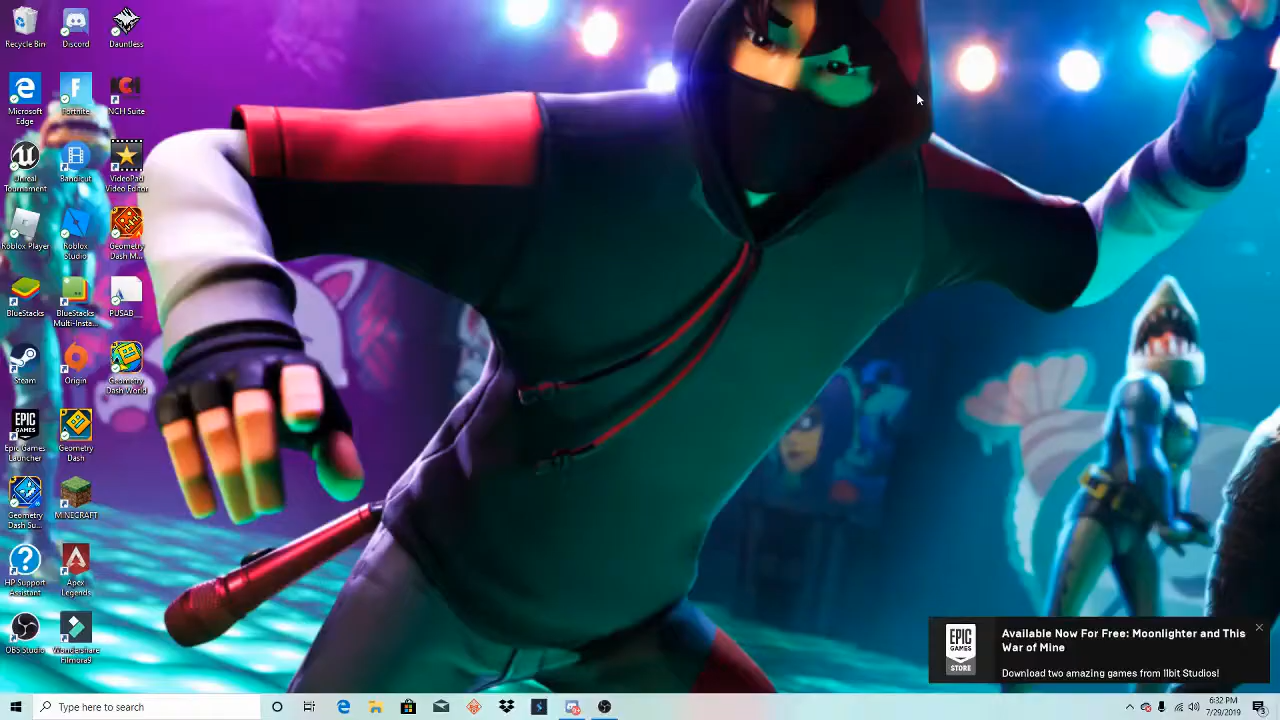 Recycle Bin
Discord
Dauntless
Microsoft
Edge
Fortnite
NCH Suite
Unreal
Tournament
Bandicut
VideoPad
Video Editor
Roblox Player
Roblox
Studio
Geometry
Dash M...
BlueStacks
BlueStacks
Multi-Insta...
PUSAB__
Steam
Origin
Geometry
Dash World
EPIC
GAMES
Epic Games
Launcher
Geometry
Dash
Geometry
Dash Su...
MINECRAFT
HP Support
Assistant
Apex
Legends
OBS Studio
Wondershare
Filmora9
EPIC
GAMES
STORE
Available Now For Free: Moonlighter and This
War of Mine
Download two amazing games from 11bit Studios!
Type here to search
6:32 PM
7/29/2019